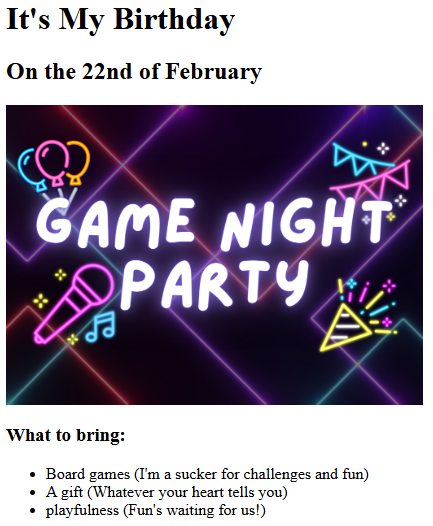 It's My Birthday
On the 22nd of February
GAME NIGHT
PARTY
What to bring:
Board games (I'm a sucker for challenges and fun)
A gift (Whatever your heart tells you)
playfulness (Fun's waiting for us!)